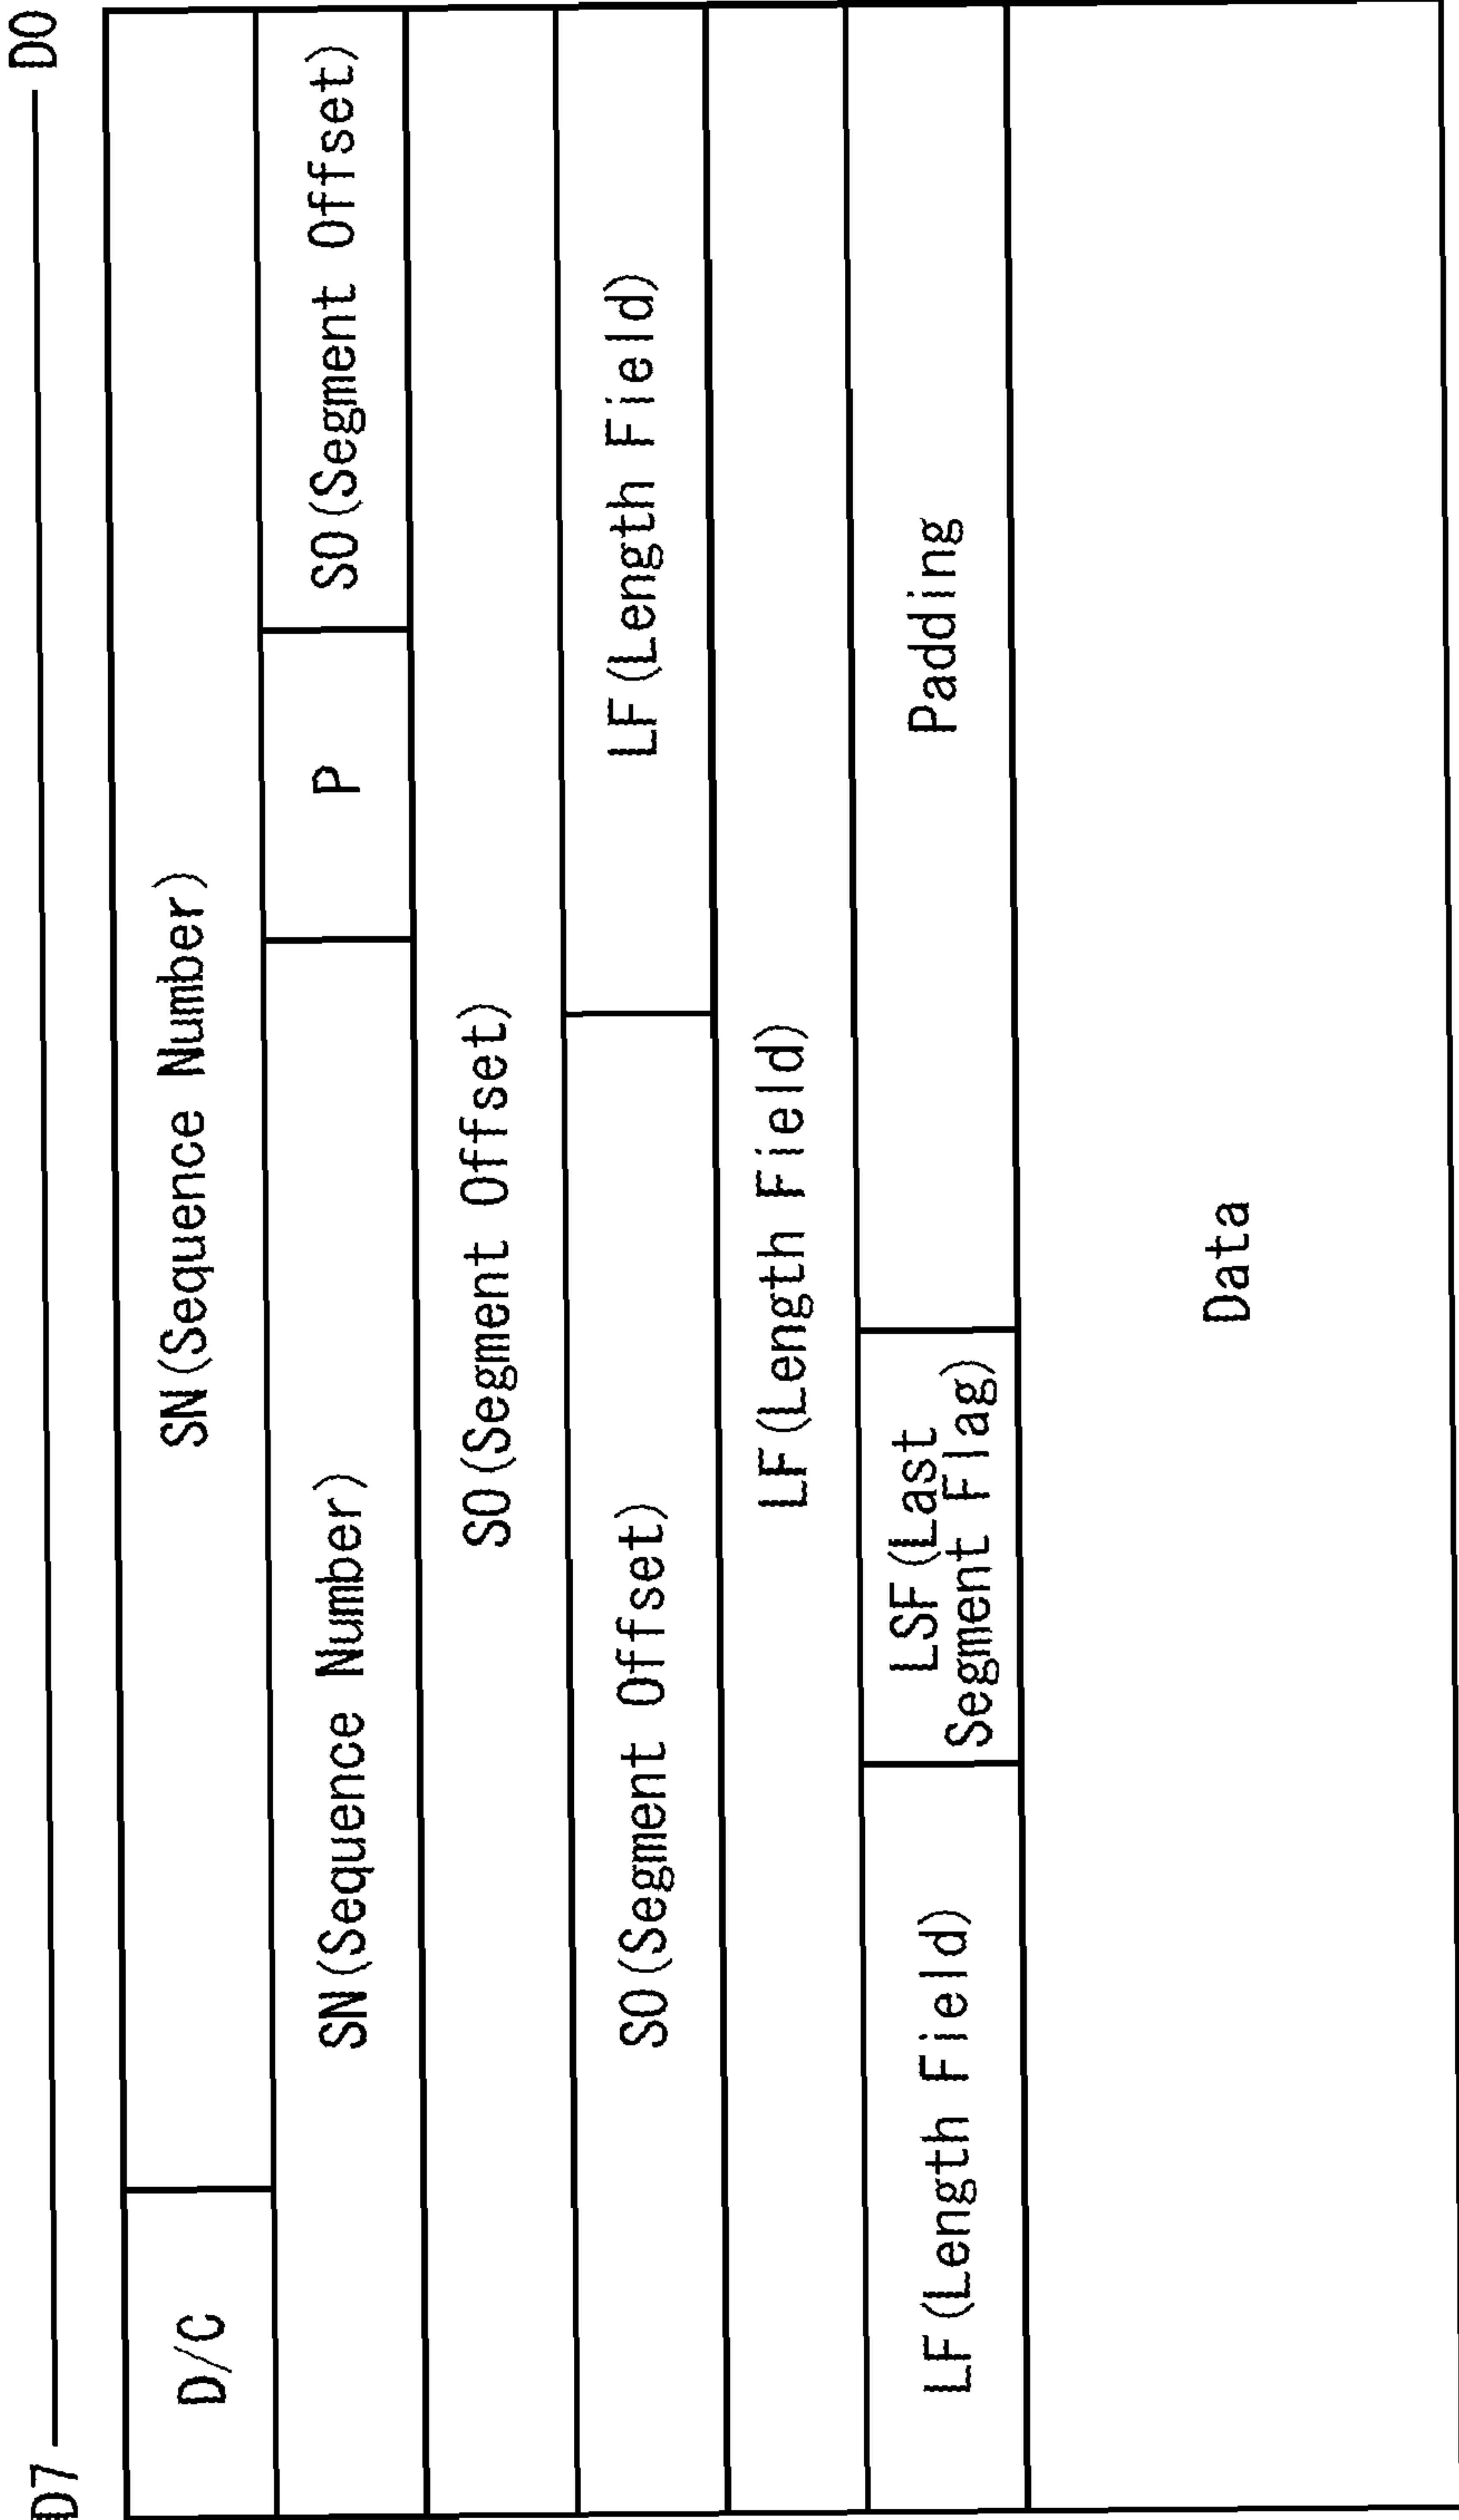 D7 D0
D/C SN(Sequence Number)
SN(Sequence Number) P SO(Segment Offset)
SO(Segment Offset)
SO(Segment Offset) LF(Length Field)
LF(Length Field)
LF(Length Field) LSF(Last Padding
Segment Flag)
Data